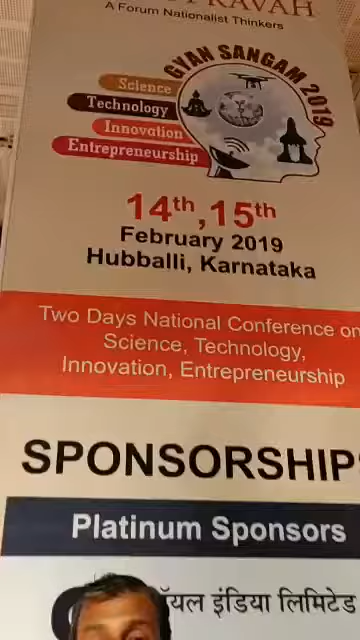 PRAVAH
A Forum Nationalist Thinkers
GYAN SANGAM 2019
Science
Technology
Innovation
Entrepreneurship
14th,15th
February 2019
Hubballi, Karnataka
Two Days National Conference on
Science, Technology,
Innovation, Entrepreneurship
SPONSORSHIP
Platinum Sponsors
इंडिया लिमिटेड